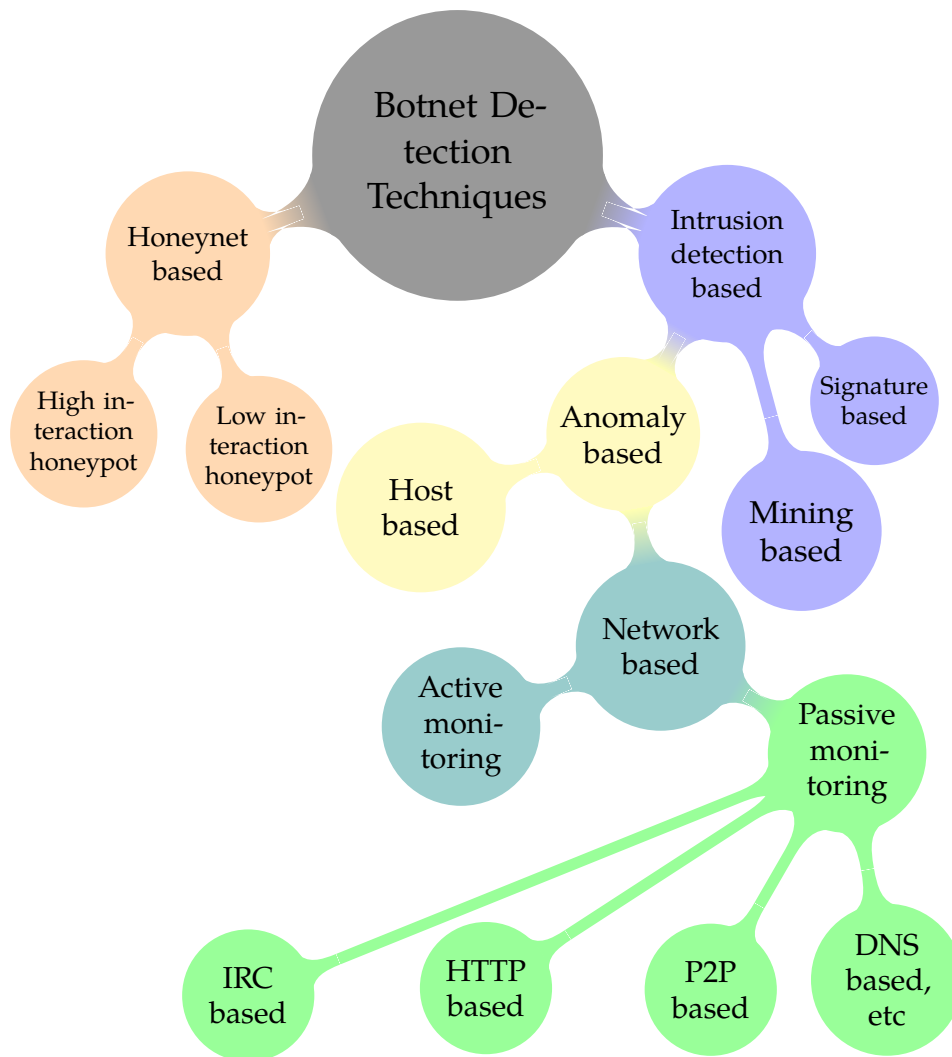 Botnet De-
tection
Techniques
Honeynet
based
Intrusion
detection
based
High in-
teraction
honeypot
Low in-
teraction
honeypot
Anomaly
based
Signature
based
Host
based
Mining
based
Network
based
Active
moni-
toring
Passive
moni-
toring
IRC
based
HTTP
based
P2P
based
DNS
based,
etc